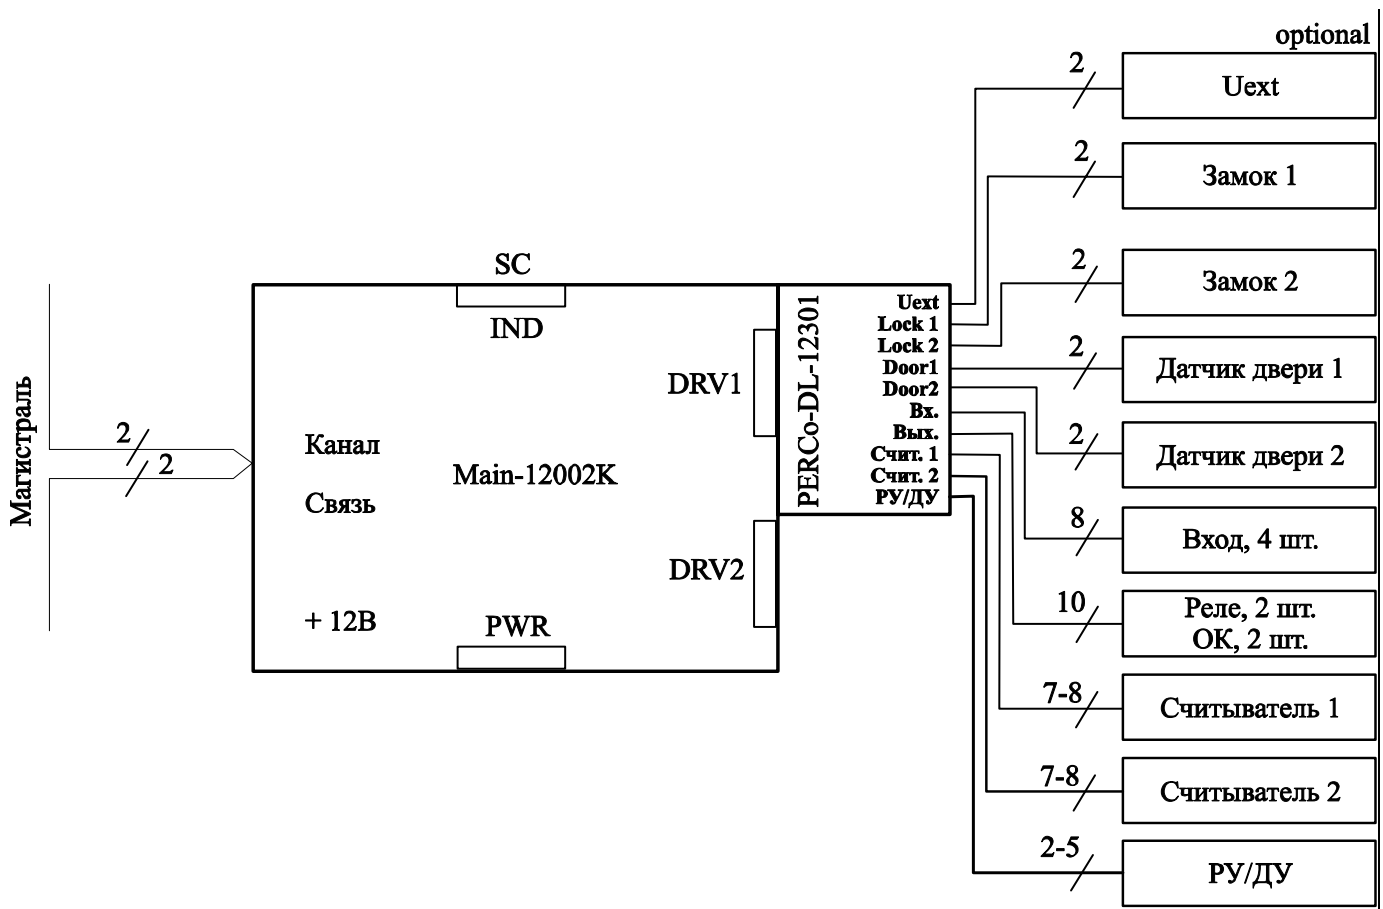 optional
2
Uext
2
Замок 1
2
Замок 2
2
Датчик двери 1
2
Датчик двери 2
8
Вход, 4 шт.
10
Реле, 2 шт.
ОК, 2 шт.
7-8
Считыватель 1
7-8
Считыватель 2
2-5
РУ/ДУ
SC
IND
DRV1
DRV2
PWR
Канал
Связь
+ 12В
Main-12002K
PERCo-DL-12301
Uext
Lock 1
Lock 2
Door1
Door2
Вх.
Вых.
Счит. 1
Счит. 2
РУ/ДУ
Магистраль
2
2